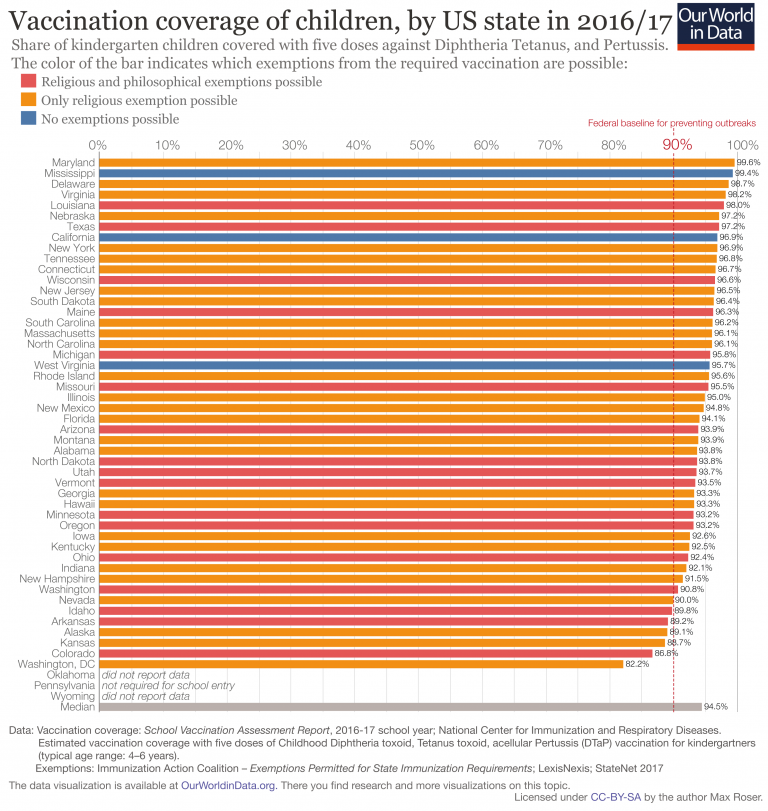 Vaccination coverage of children, by US state in 2016/17
Our World
in Data
Share of kindergarten children covered with five doses against Diphtheria Tetanus, and Pertussis.
The color of the bar indicates which exemptions from the required vaccination are possible:
Religious and philosophical exemptions possible
Only religious exemption possible
No exemptions possible
Federal baseline for preventing outbreaks
0% 10% 20% 30% 40% 50% 60% 70% 80% 90% 100%
Maryland 99.6%
Mississippi 99.4%
Delaware 98.7%
Virginia 98.2%
Louisiana 98.0%
Nebraska 97.2%
Texas 97.2%
California 96.9%
New York 96.9%
Tennessee 96.8%
Connecticut 96.7%
Wisconsin 96.6%
New Jersey 96.5%
South Dakota 96.4%
Maine 96.3%
South Carolina 96.2%
Massachusetts 96.1%
North Carolina 96.1%
Michigan 95.8%
West Virginia 95.7%
Rhode Island 95.6%
Missouri 95.5%
Illinois 95.0%
New Mexico 94.8%
Florida 94.1%
Arizona 93.9%
Montana 93.9%
Alabama 93.8%
North Dakota 93.8%
Utah 93.7%
Vermont 93.5%
Georgia 93.3%
Hawaii 93.3%
Minnesota 93.2%
Oregon 93.2%
Iowa 92.6%
Kentucky 92.5%
Ohio 92.4%
Indiana 92.1%
New Hampshire 91.5%
Washington 90.8%
Nevada 90.0%
Idaho 89.8%
Arkansas 89.2%
Alaska 89.1%
Kansas 88.7%
Colorado 86.8%
Washington, DC 82.2%
Oklahoma did not report data
Pennsylvania not required for school entry
Wyoming did not report data
Median 94.5%
Data: Vaccination coverage: School Vaccination Assessment Report, 2016-17 school year; National Center for Immunization and Respiratory Diseases.
Estimated vaccination coverage with five doses of Childhood Diphtheria toxoid, Tetanus toxoid, acellular Pertussis (DTaP) vaccination for kindergartners
(typical age range: 4–6 years).
Exemptions: Immunization Action Coalition – Exemptions Permitted for State Immunization Requirements; LexisNexis; StateNet 2017
The data visualization is available at OurWorldinData.org. There you find research and more visualizations on this topic.
Licensed under CC-BY-SA by the author Max Roser.